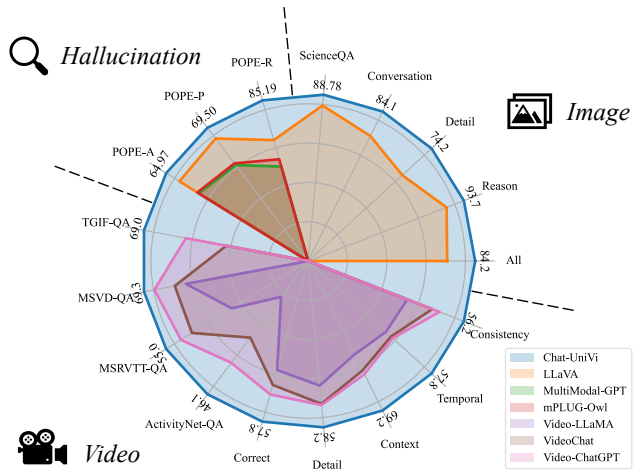 Hallucination
Image
Video
ScienceQA
88.78
Conversation
84.1
Detail
74.2
Reason
93.7
All
84.2
Consistency
56.2
Temporal
57.8
Context
69.2
Detail
58.2
Correct
57.8
ActivityNet-QA
46.1
MSRVTT-QA
55.0
MSVD-QA
69.3
TGIF-QA
69.0
POPE-A
64.97
POPE-P
69.50
POPE-R
85.19
Chat-UniVi
LLaVA
MultiModal-GPT
mPLUG-Owl
Video-LLaMA
VideoChat
Video-ChatGPT